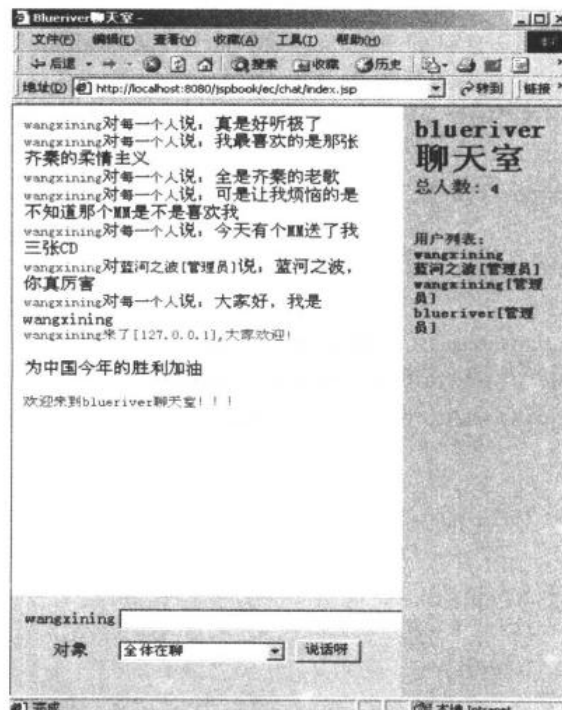 Blueriver聊天室 -
文件(F) 编辑(E) 查看(V) 收藏(A) 工具(T) 帮助(H)
后退 搜索 收藏 历史
地址(D) http://localhost:8080/jspbook/ec/chat/index.jsp 转到 链接 »
wangxining对每一个人说：真是好听极了
wangxining对每一个人说：我最喜欢的是那张
齐秦的柔情主义
wangxining对每一个人说：全是齐秦的老歌
wangxining对每一个人说：可是让我烦恼的是
不知道那个MM是不是喜欢我
wangxining对每一个人说：今天有个MM送了我
三张CD
wangxining对蓝河之波[管理员]说：蓝河之波，
你真厉害
wangxining对每一个人说：大家好，我是
wangxining
wangxining来了[127.0.0.1],大家欢迎!
为中国今年的胜利加油
欢迎来到blueriver聊天室！！！
blueriver
聊天室
总人数：4
用户列表：
wangxining
蓝河之波[管理员]
wangxining[管理
员]
blueriver[管理
员]
wangxining
对象 全体在聊 说话呀
完成 本地 Intranet